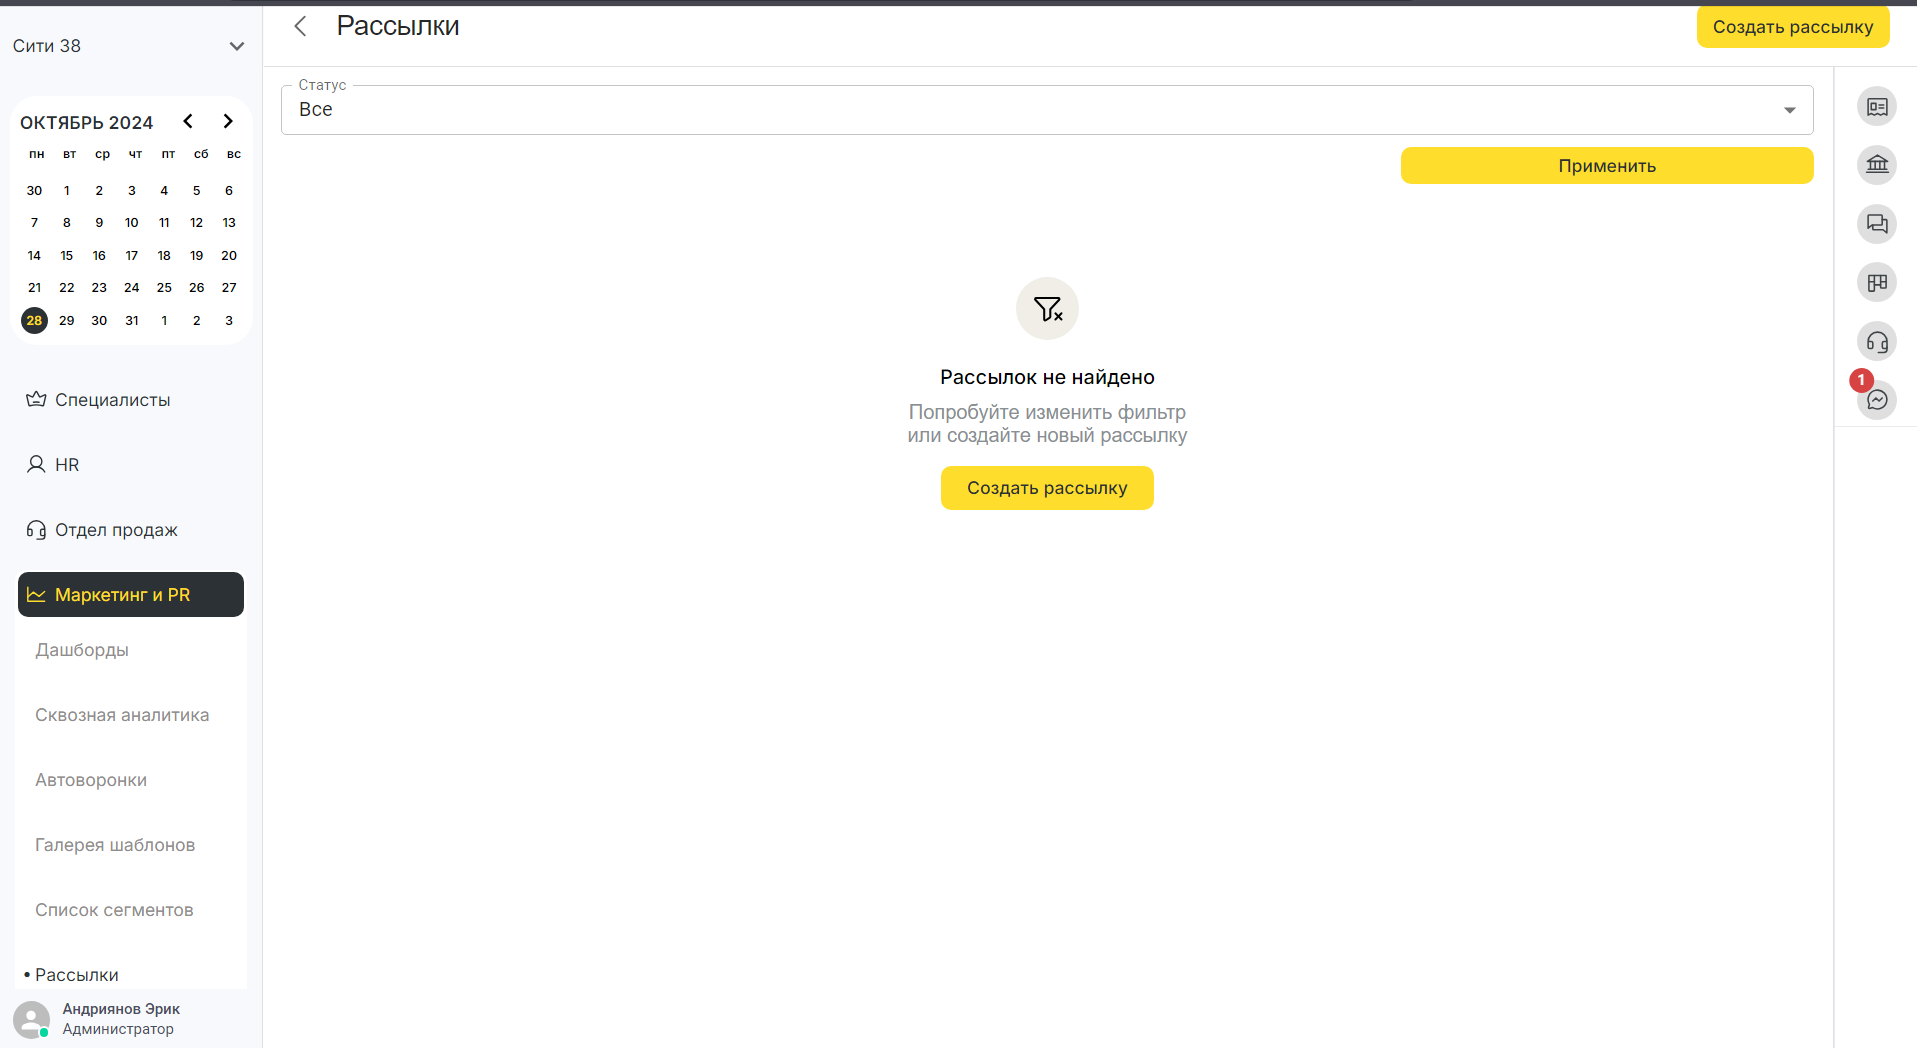 Сити 38
ОКТЯБРЬ 2024
пн вт ср чт пт сб вс
30 1 2 3 4 5 6
7 8 9 10 11 12 13
14 15 16 17 18 19 20
21 22 23 24 25 26 27
28 29 30 31 1 2 3
Специалисты
HR
Отдел продаж
Маркетинг и PR
Дашборды
Сквозная аналитика
Автоворонки
Галерея шаблонов
Список сегментов
• Рассылки
Андриянов Эрик
Администратор
Рассылки
Создать рассылку
Статус
Все
Применить
Рассылок не найдено
Попробуйте изменить фильтр
или создайте новый рассылку
Создать рассылку
1